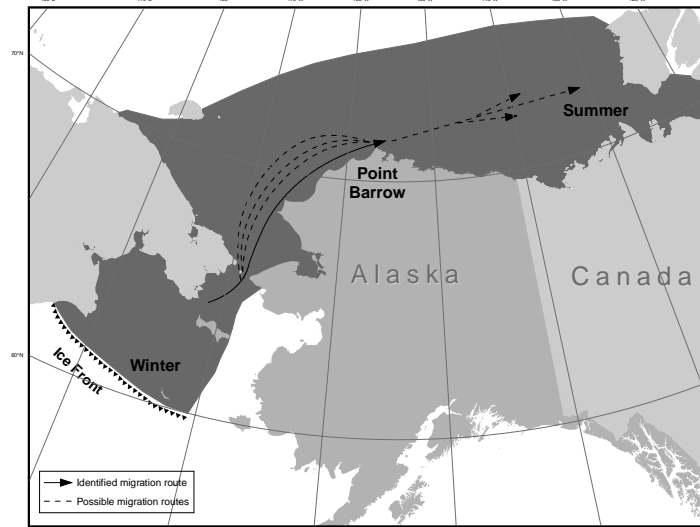 70°N
Summer
Point
Barrow
Alaska
Canada
60°N
Winter
Ice Front
Identified migration route
Possible migration routes